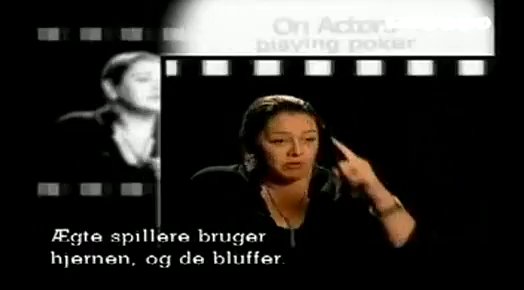 On Actors
playing poker
Ægte spillere bruger
hjernen, og de bluffer.